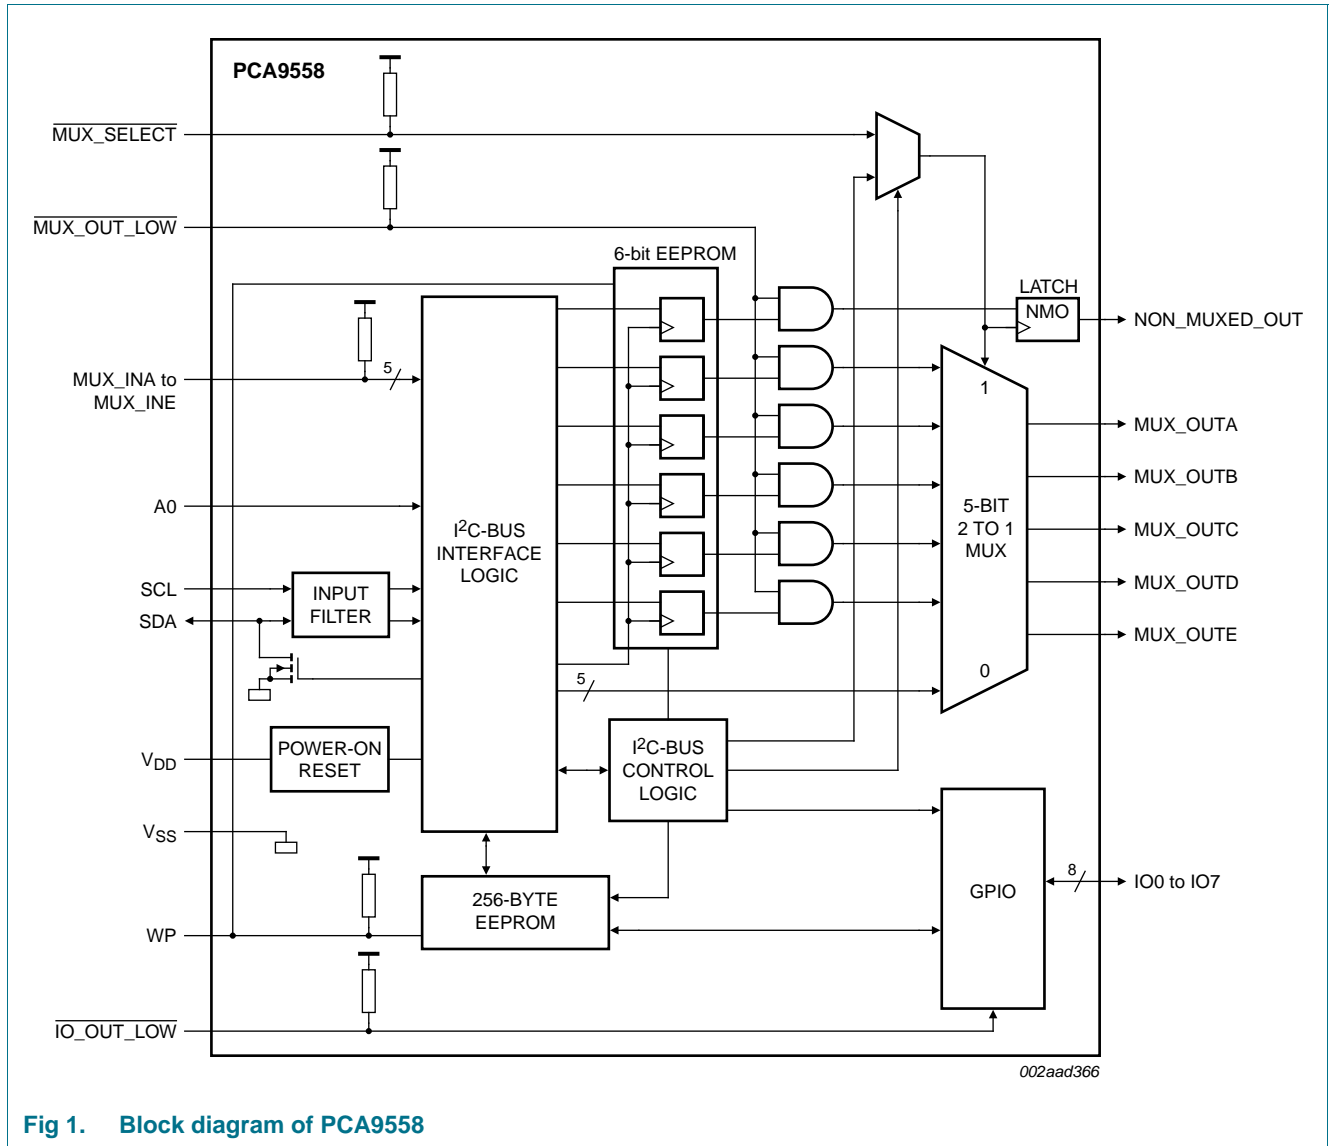 PCA9558
MUX_SELECT
MUX_OUT_LOW
6-bit EEPROM
LATCH
NMO
NON_MUXED_OUT
MUX_INA to
MUX_INE
5
1
MUX_OUTA
MUX_OUTB
MUX_OUTC
MUX_OUTD
MUX_OUTE
A0
I2C-BUS
INTERFACE
LOGIC
5-BIT
2 TO 1
MUX
SCL
SDA
INPUT
FILTER
5
0
VDD
POWER-ON
RESET
I2C-BUS
CONTROL
LOGIC
VSS
256-BYTE
EEPROM
GPIO
8
IO0 to IO7
WP
IO_OUT_LOW
002aad366
Fig 1. Block diagram of PCA9558